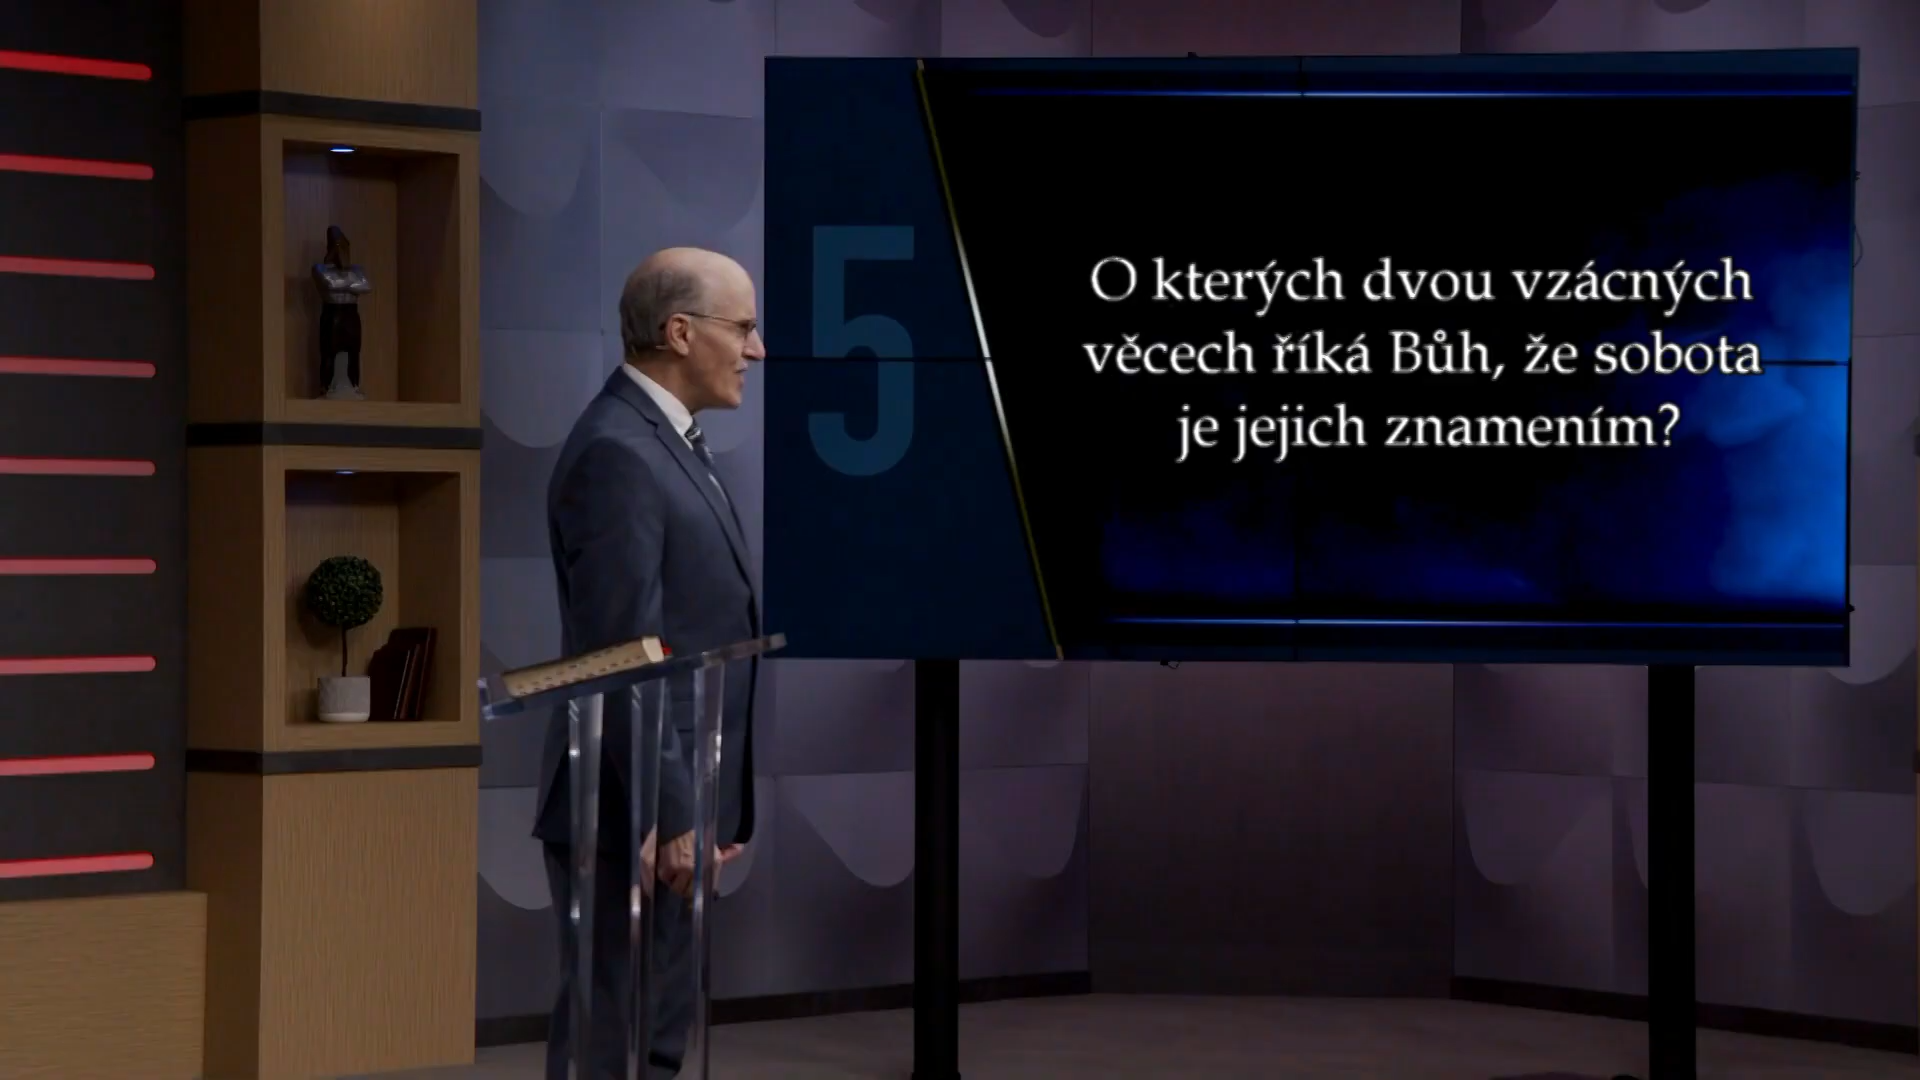 5
O kterých dvou vzácných
věcech říká Bůh, že sobota
je jejich znamením?